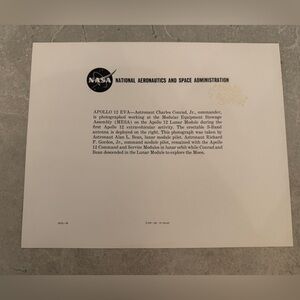 NASA NATIONAL AERONAUTICS AND SPACE ADMINISTRATION
APOLLO 12 EVA—Astronaut Charles Conrad, Jr., commander,
is photographed working at the Modular Equipment Stowage
Assembly (MESA) on the Apollo 12 Lunar Module during the
first Apollo 12 extravehicular activity. The erectable S-Band
antenna is deployed on the right. This photograph was taken by
Astronaut Alan L. Bean, lunar module pilot. Astronaut Richard
F. Gordon, Jr., command module pilot, remained with the Apollo
12 Command and Service Modules in lunar orbit while Conrad and
Bean descended in the Lunar Module to explore the Moon.